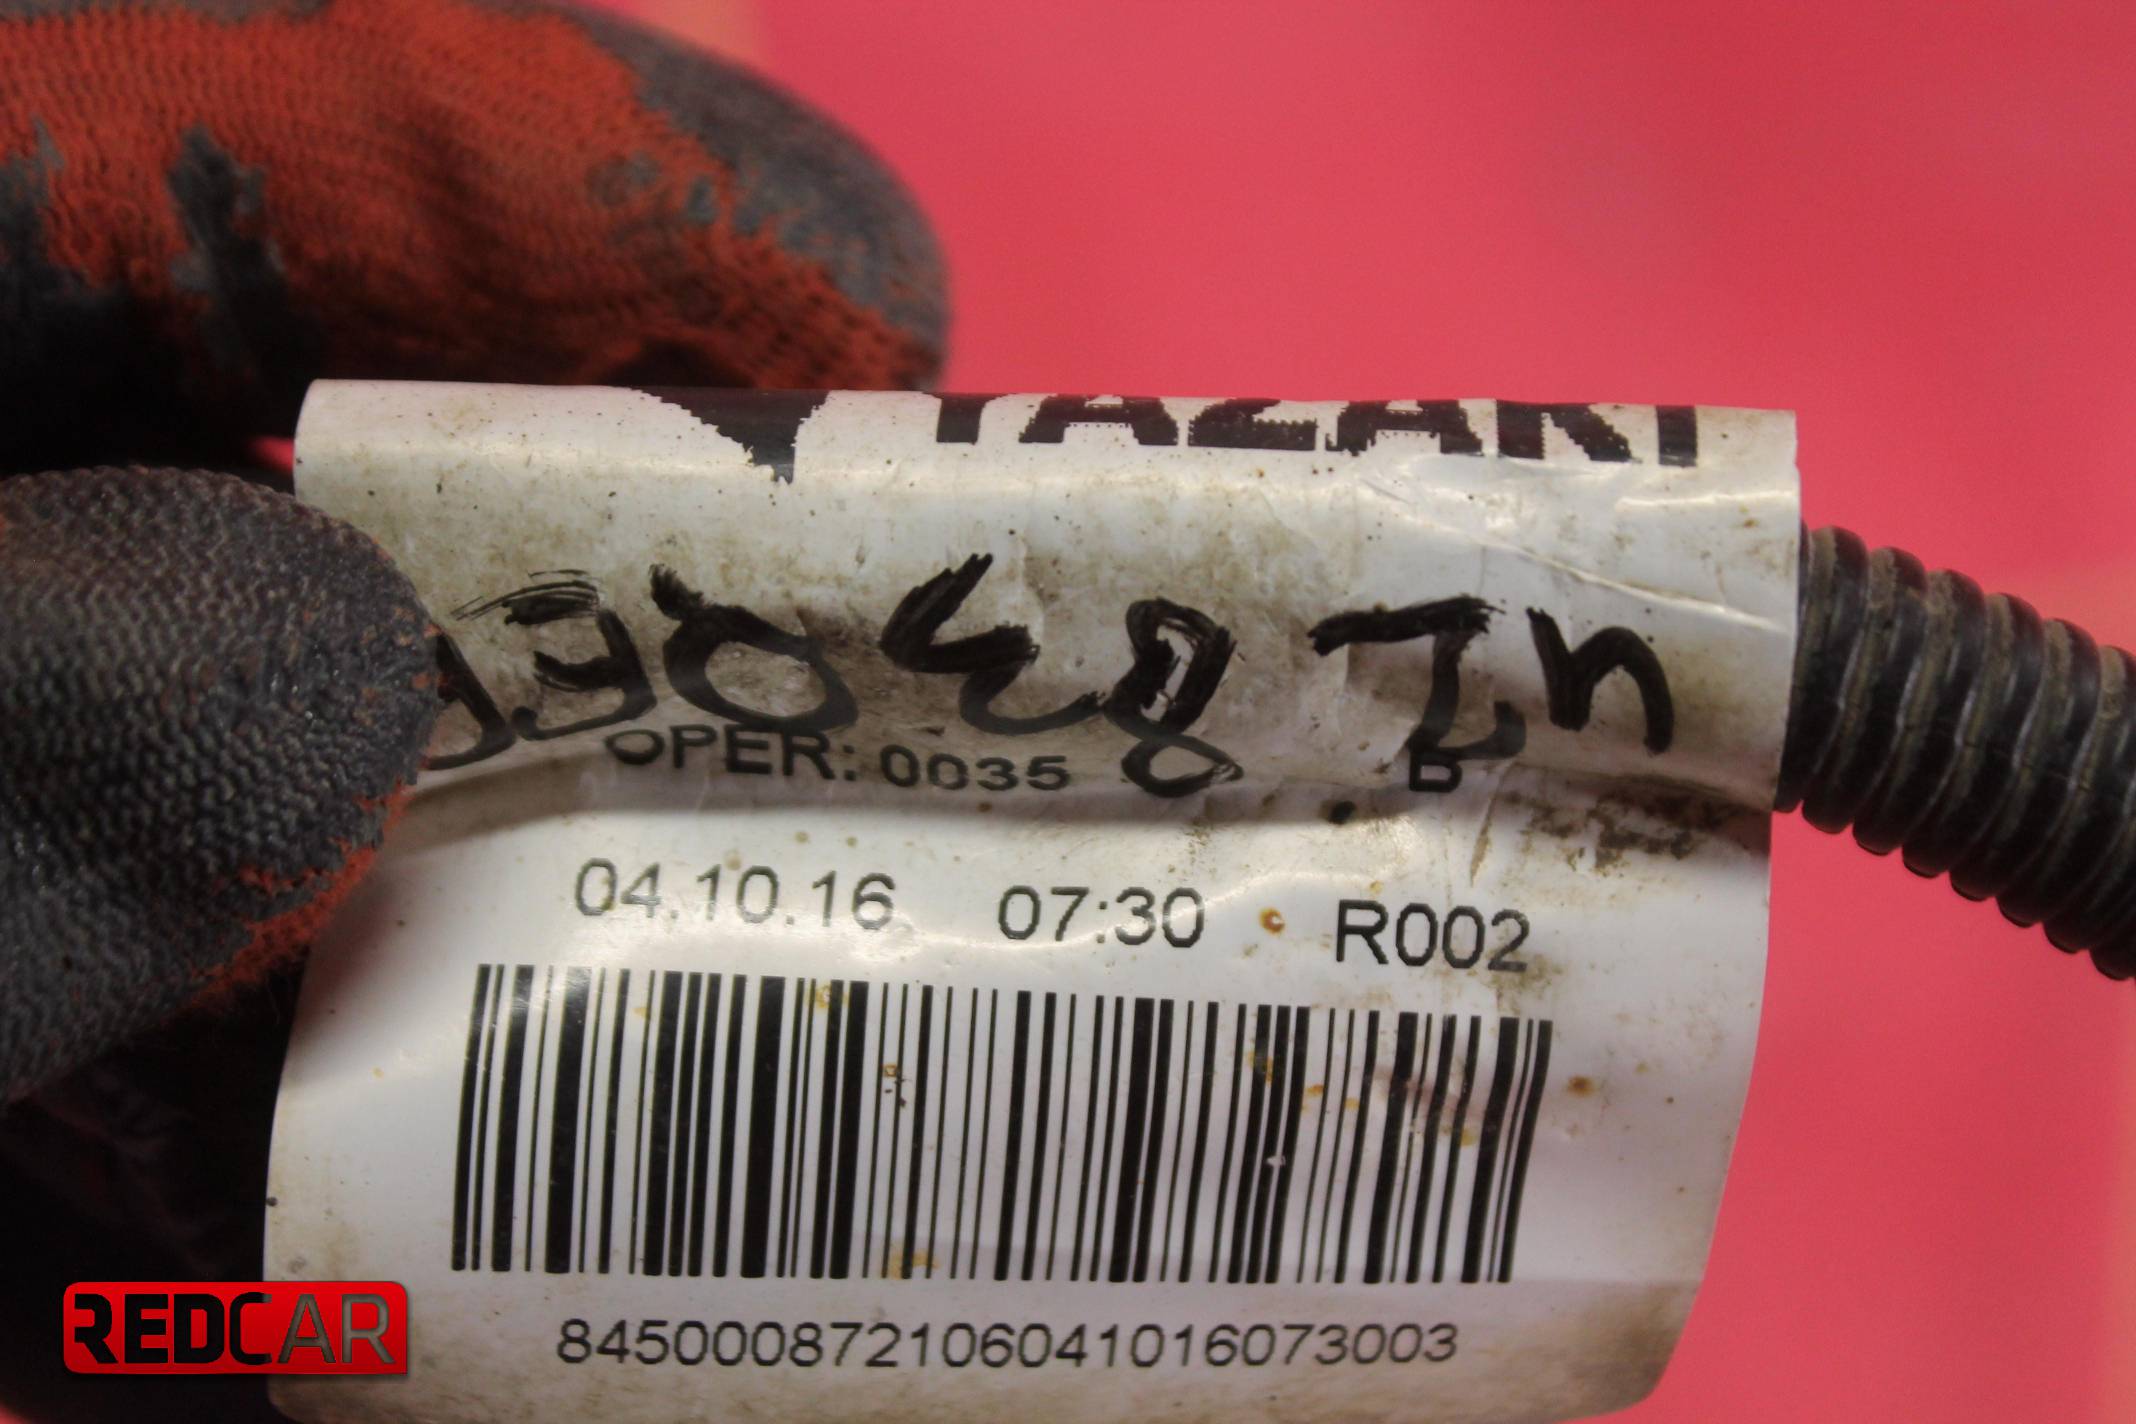 YAZAKI
OPER: 0035 B
04.10.16 07:30 R002
845000872106041016073003
REDCAR